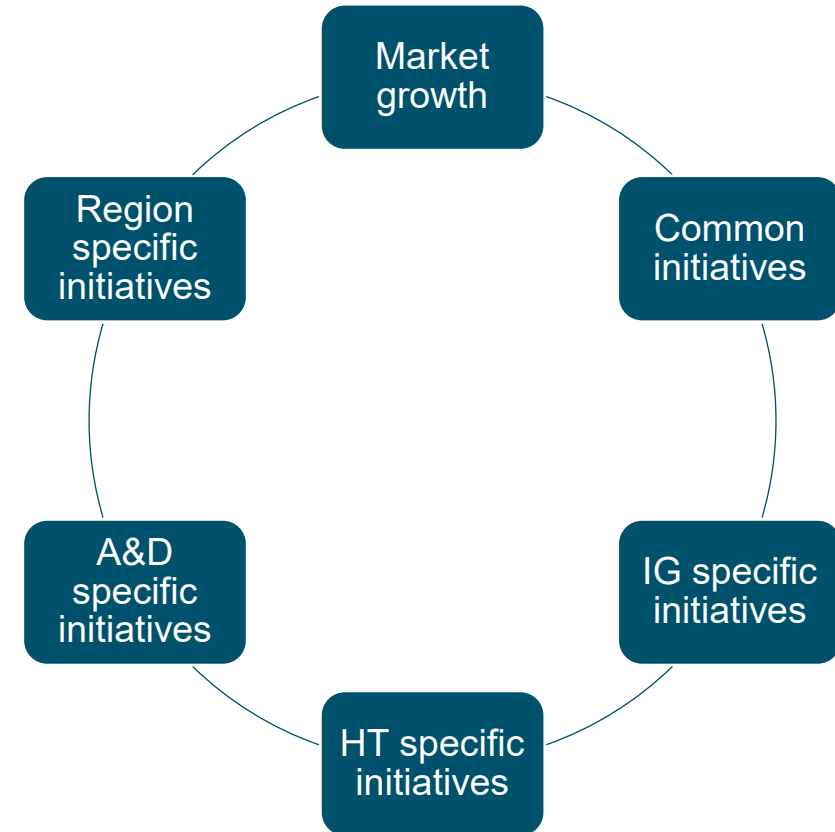 Market
growth
Common
initiatives
IG specific
initiatives
HT specific
initiatives
A&D
specific
initiatives
Region
specific
initiatives